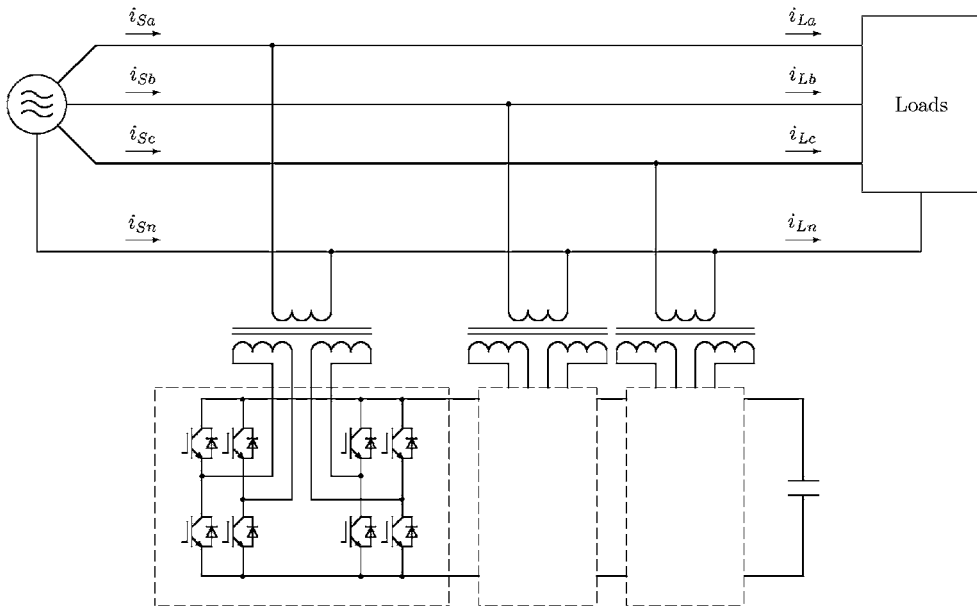 i_{Sa}
i_{La}
i_{Sb}
i_{Lb}
Loads
i_{Sc}
i_{Lc}
i_{Sn}
i_{Ln}